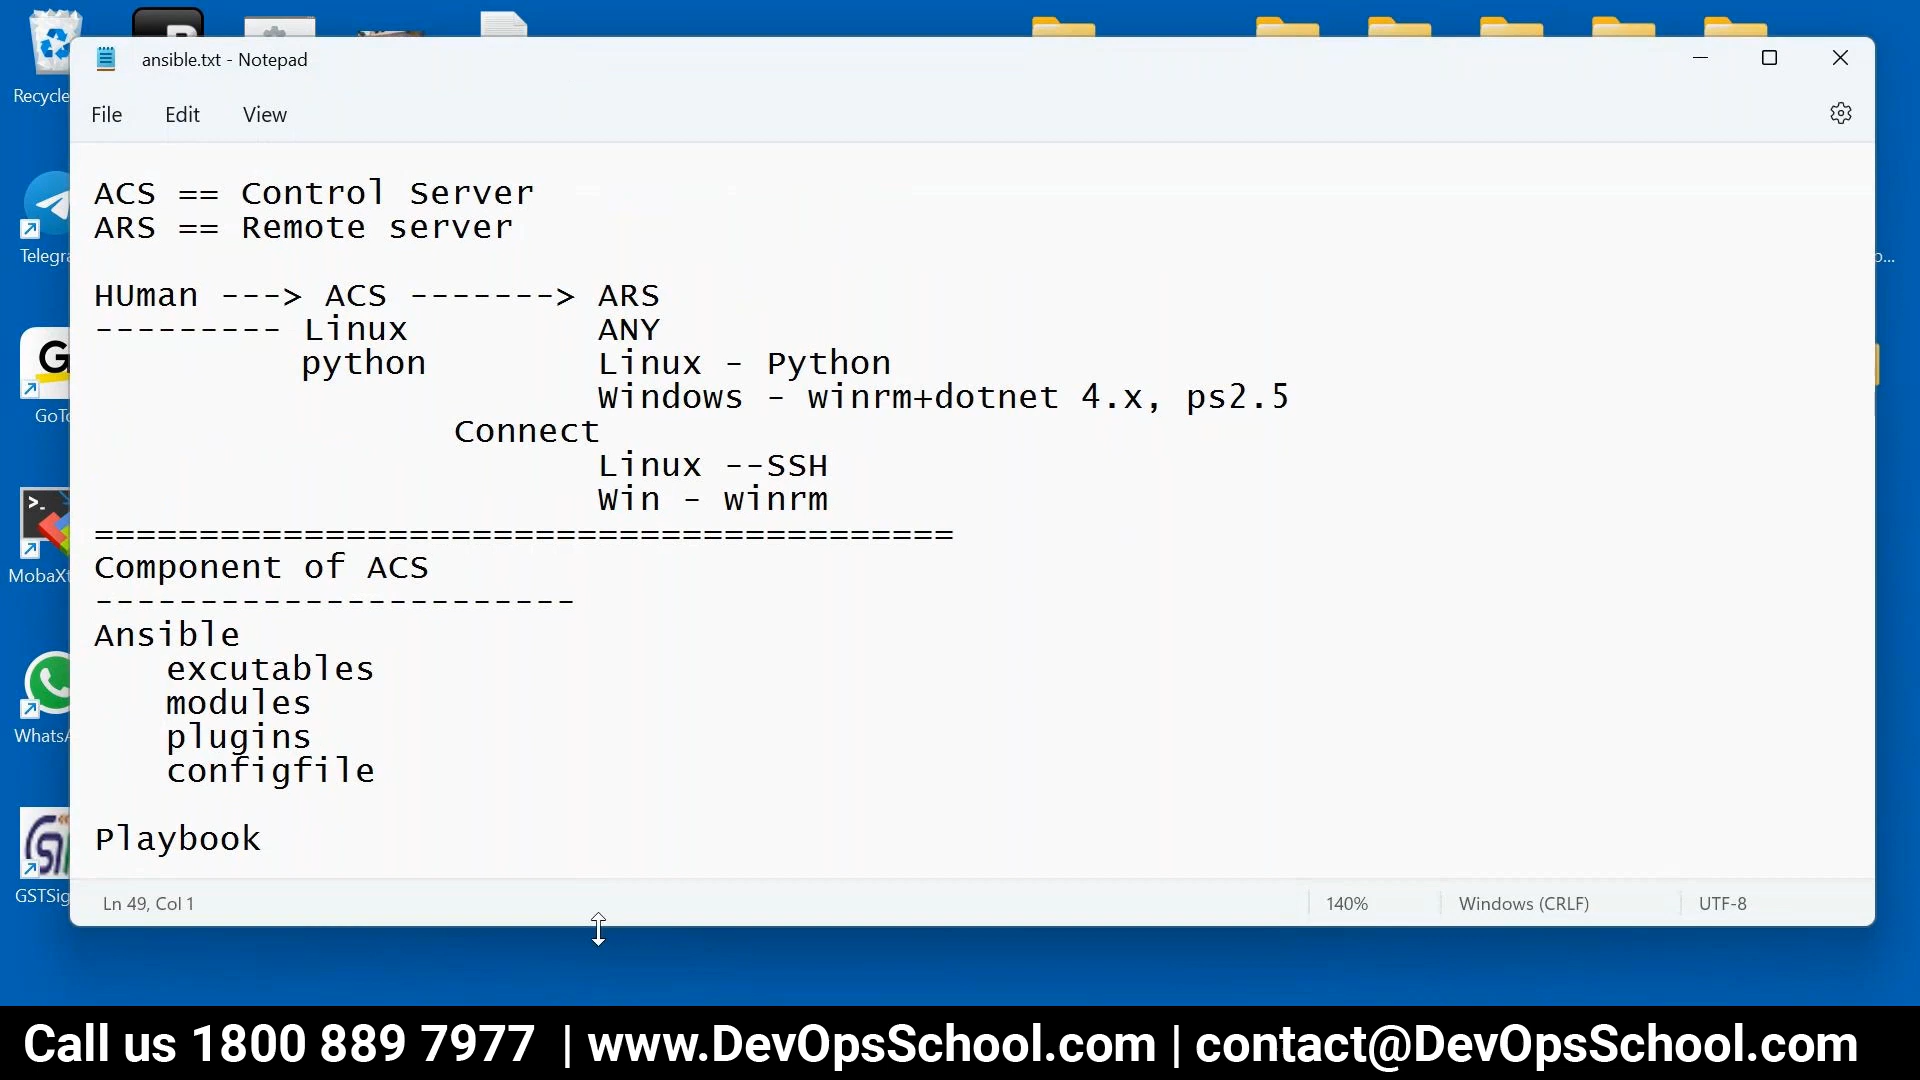 ansible.txt - Notepad
File Edit View
ACS == Control Server
ARS == Remote server
HUman ---> ACS -------> ARS
--------- Linux ANY
python Linux - Python
Windows - winrm+dotnet 4.x, ps2.5
Connect
Linux --SSH
Win - winrm
=========================================
Component of ACS
-----------------------
Ansible
excutables
modules
plugins
configfile
Playbook
Ln 49, Col 1 140% Windows (CRLF) UTF-8
Recycle
Telegra
GoTo
MobaXt
WhatsA
GSTSig
Call us 1800 889 7977 | www.DevOpsSchool.com | contact@DevOpsSchool.com